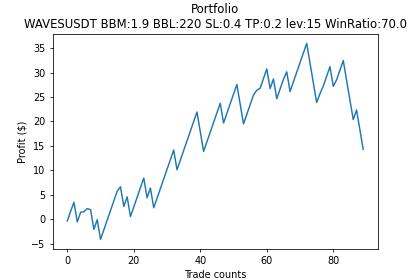 Portfolio
WAVESUSDT BBM:1.9 BBL:220 SL:0.4 TP:0.2 lev:15 WinRatio:70.0
35
30
25
20
15
10
5
0
−5
Profit ($)
0 20 40 60 80
Trade counts